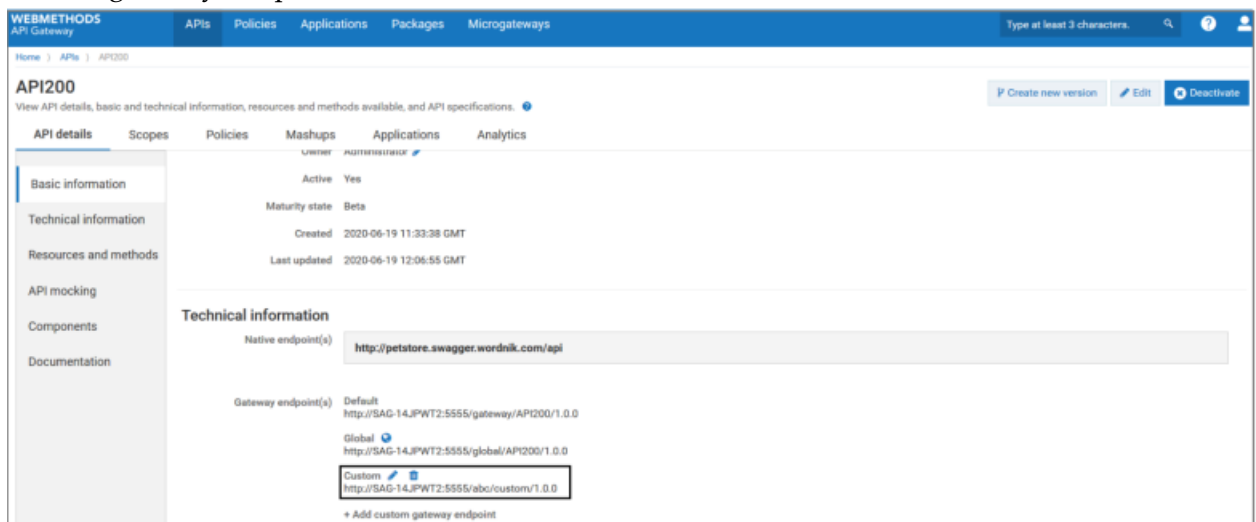 WEBMETHODS
API Gateway
APIs Policies Applications Packages Microgateways
Type at least 3 characters.
Home APIs API200
API200
View API details, basic and technical information, resources and methods available, and API specifications.
Create new version Edit Deactivate
API details Scopes Policies Mashups Applications Analytics
Owner Administrator
Basic information
Active Yes
Technical information
Maturity state Beta
Created 2020-06-19 11:33:38 GMT
Resources and methods
Last updated 2020-06-19 12:06:55 GMT
API mocking
Components
Documentation
Technical information
Native endpoint(s) http://petstore.swagger.wordnik.com/api
Gateway endpoint(s) Default
http://SAG-14JPWT2:5555/gateway/API200/1.0.0
Global
http://SAG-14JPWT2:5555/global/API200/1.0.0
Custom
http://SAG-14JPWT2:5555/abc/custom/1.0.0
+ Add custom gateway endpoint